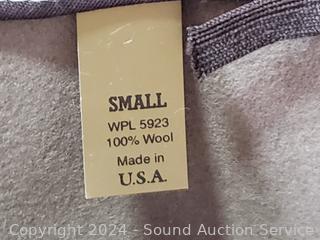 SMALL
WPL 5923
100% Wool
Made in
U.S.A.
Copyright 2024 - Sound Auction Service